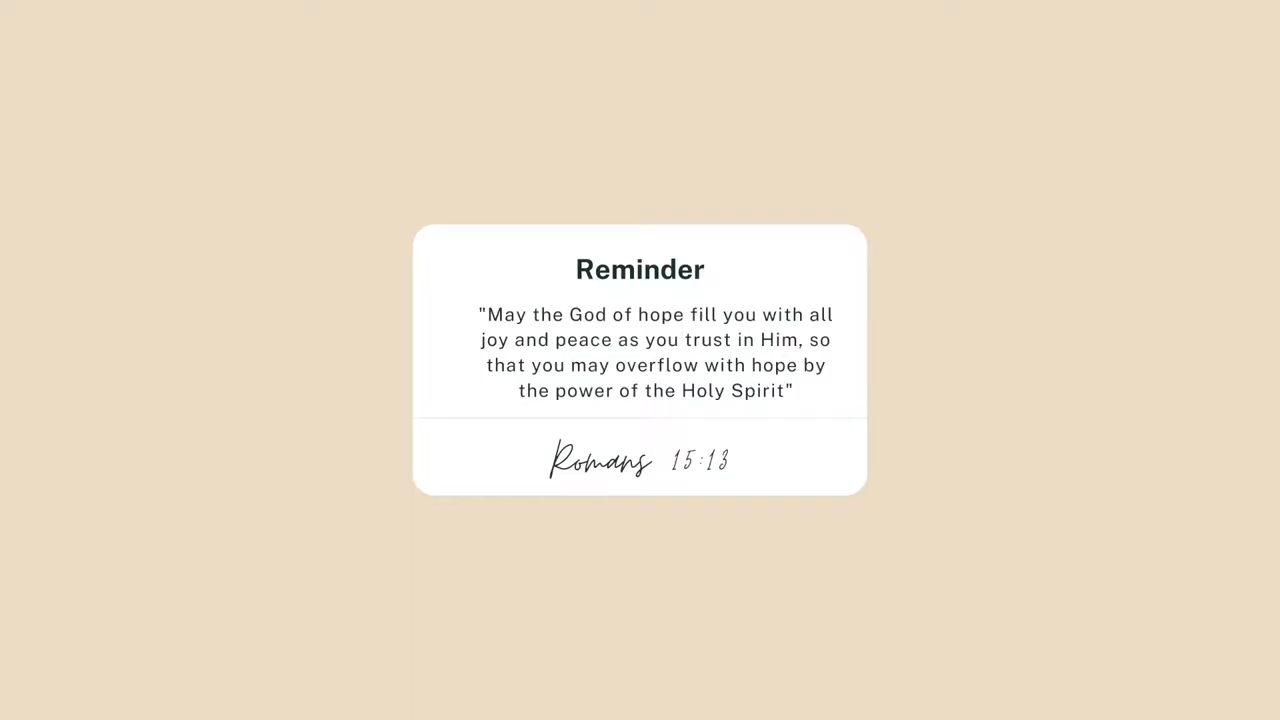 Reminder
"May the God of hope fill you with all
joy and peace as you trust in Him, so
that you may overflow with hope by
the power of the Holy Spirit"
Romans 15:13